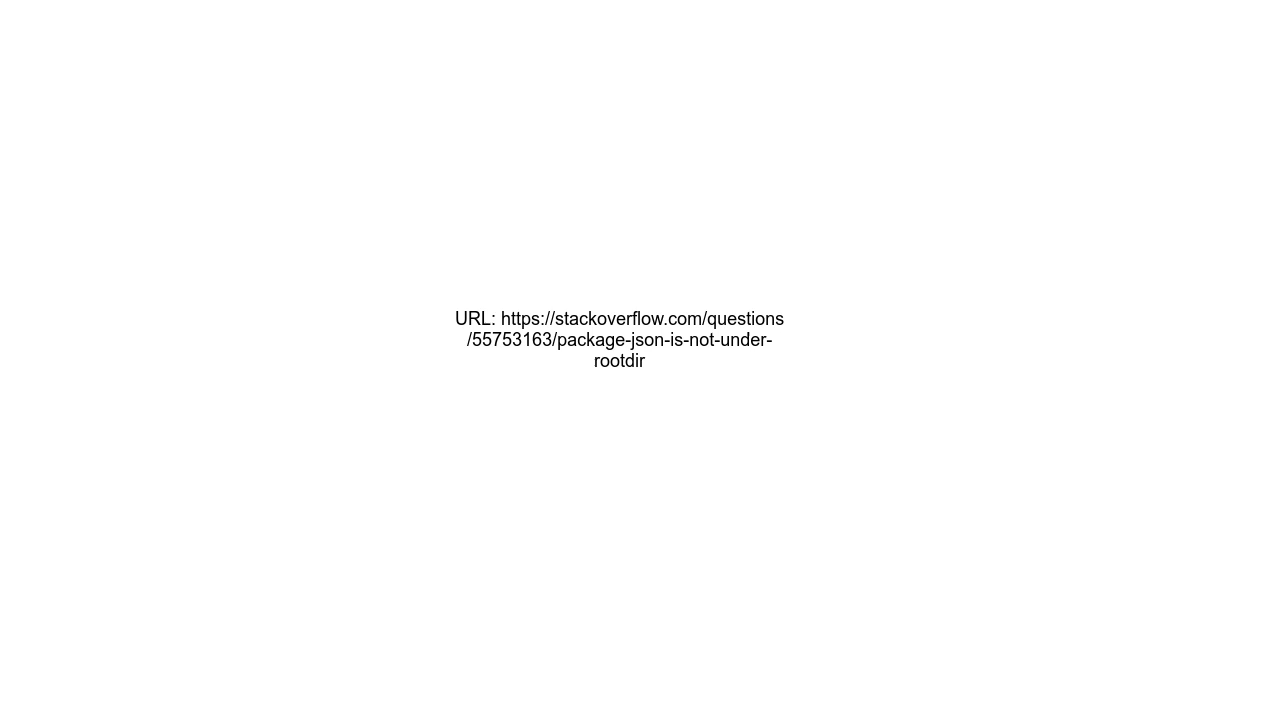 URL: https://stackoverflow.com/questions
/55753163/package-json-is-not-under-
rootdir